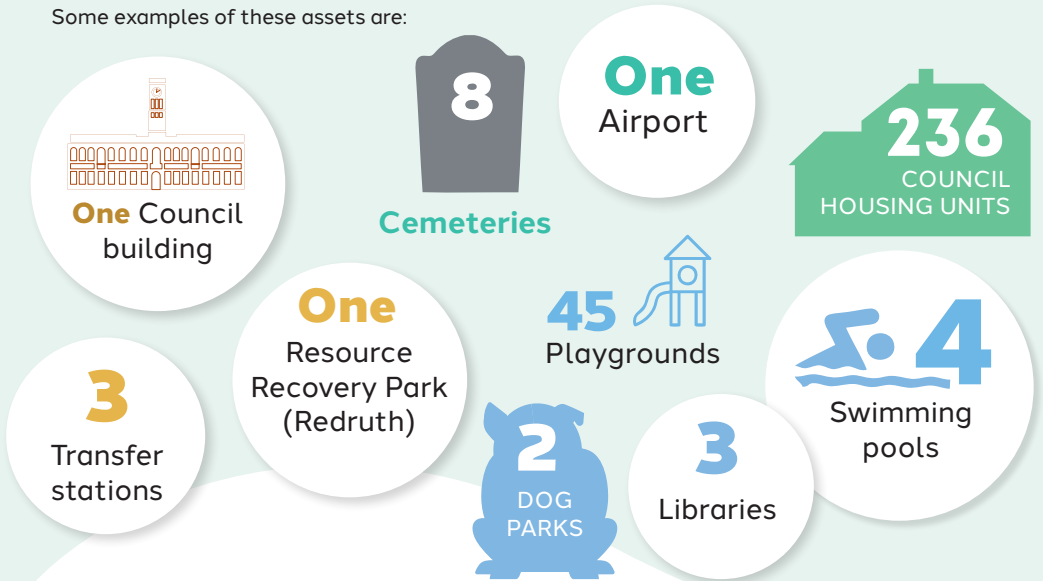 Some examples of these assets are:
One Council
building
8
Cemeteries
One
Airport
236
COUNCIL
HOUSING UNITS
3
Transfer
stations
One
Resource
Recovery Park
(Redruth)
45
Playgrounds
2
DOG
PARKS
3
Libraries
4
Swimming
pools